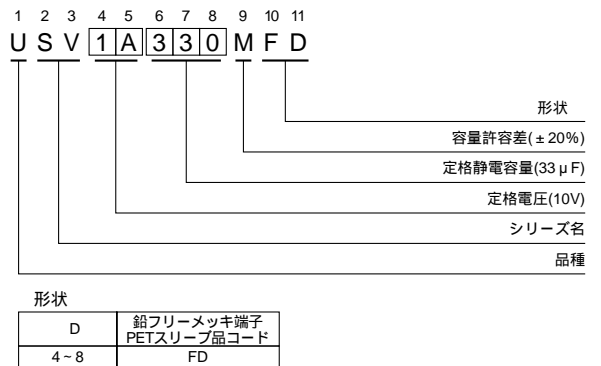 1 2 3 4 5 6 7 8 9 10 11
U S V 1 A 3 3 0 M F D
形状
容量許容差(±20%)
定格静電容量(33μF)
定格電圧(10V)
シリーズ名
品種
形状
D 鉛フリーメッキ端子
PETスリーブ品コード
4~8 FD